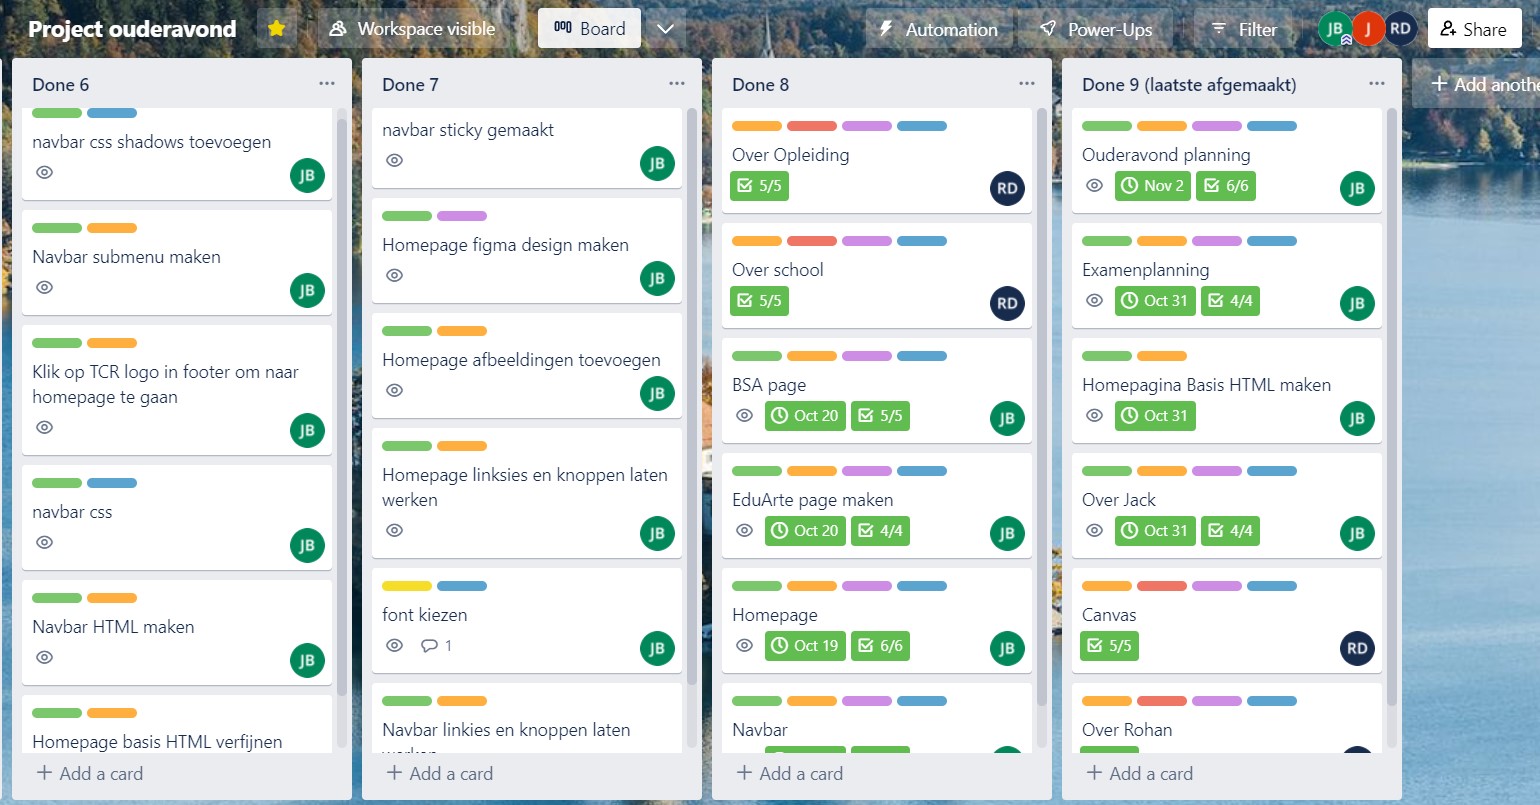 Project ouderavond
Workspace visible
Board
Automation
Power-Ups
Filter
JB
J
RD
Share
Done 6
navbar css shadows toevoegen
JB
Navbar submenu maken
JB
Klik op TCR logo in footer om naar
homepage te gaan
JB
navbar css
JB
Navbar HTML maken
JB
Homepage basis HTML verfijnen
+ Add a card
Done 7
navbar sticky gemaakt
JB
Homepage figma design maken
JB
Homepage afbeeldingen toevoegen
JB
Homepage linksies en knoppen laten
werken
JB
font kiezen
1
JB
Navbar linkies en knoppen laten
werken
+ Add a card
Done 8
Over Opleiding
5/5
RD
Over school
5/5
RD
BSA page
Oct 20 5/5
JB
EduArte page maken
Oct 20 4/4
JB
Homepage
Oct 19 6/6
JB
Navbar
+ Add a card
Done 9 (laatste afgemaakt)
Ouderavond planning
Nov 2 6/6
JB
Examenplanning
Oct 31 4/4
JB
Homepagina Basis HTML maken
Oct 31
JB
Over Jack
Oct 31 4/4
JB
Canvas
5/5
RD
Over Rohan
+ Add a card
+ Add anothe